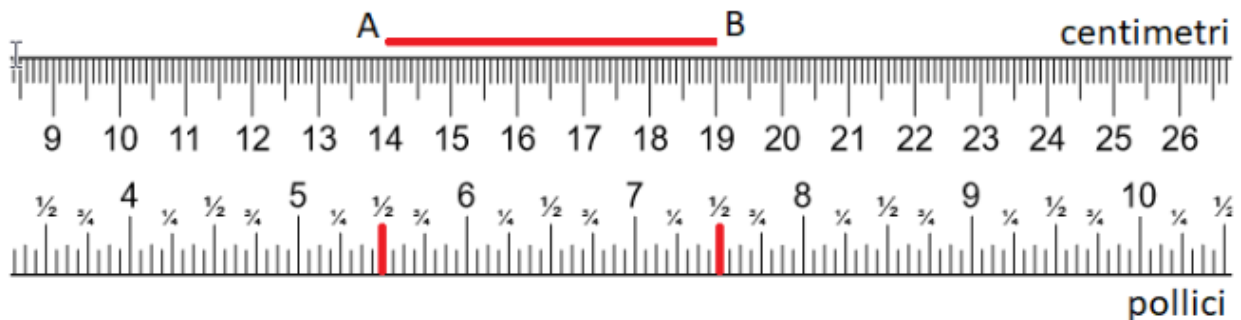 A B centimetri
9 10 11 12 13 14 15 16 17 18 19 20 21 22 23 24 25 26
½ ¾ 4 ¼ ½ ¾ 5 ¼ ½ ¾ 6 ¼ ½ ¾ 7 ¼ ½ ¾ 8 ¼ ½ ¾ 9 ¼ ½ ¾ 10 ¼ ½
pollici